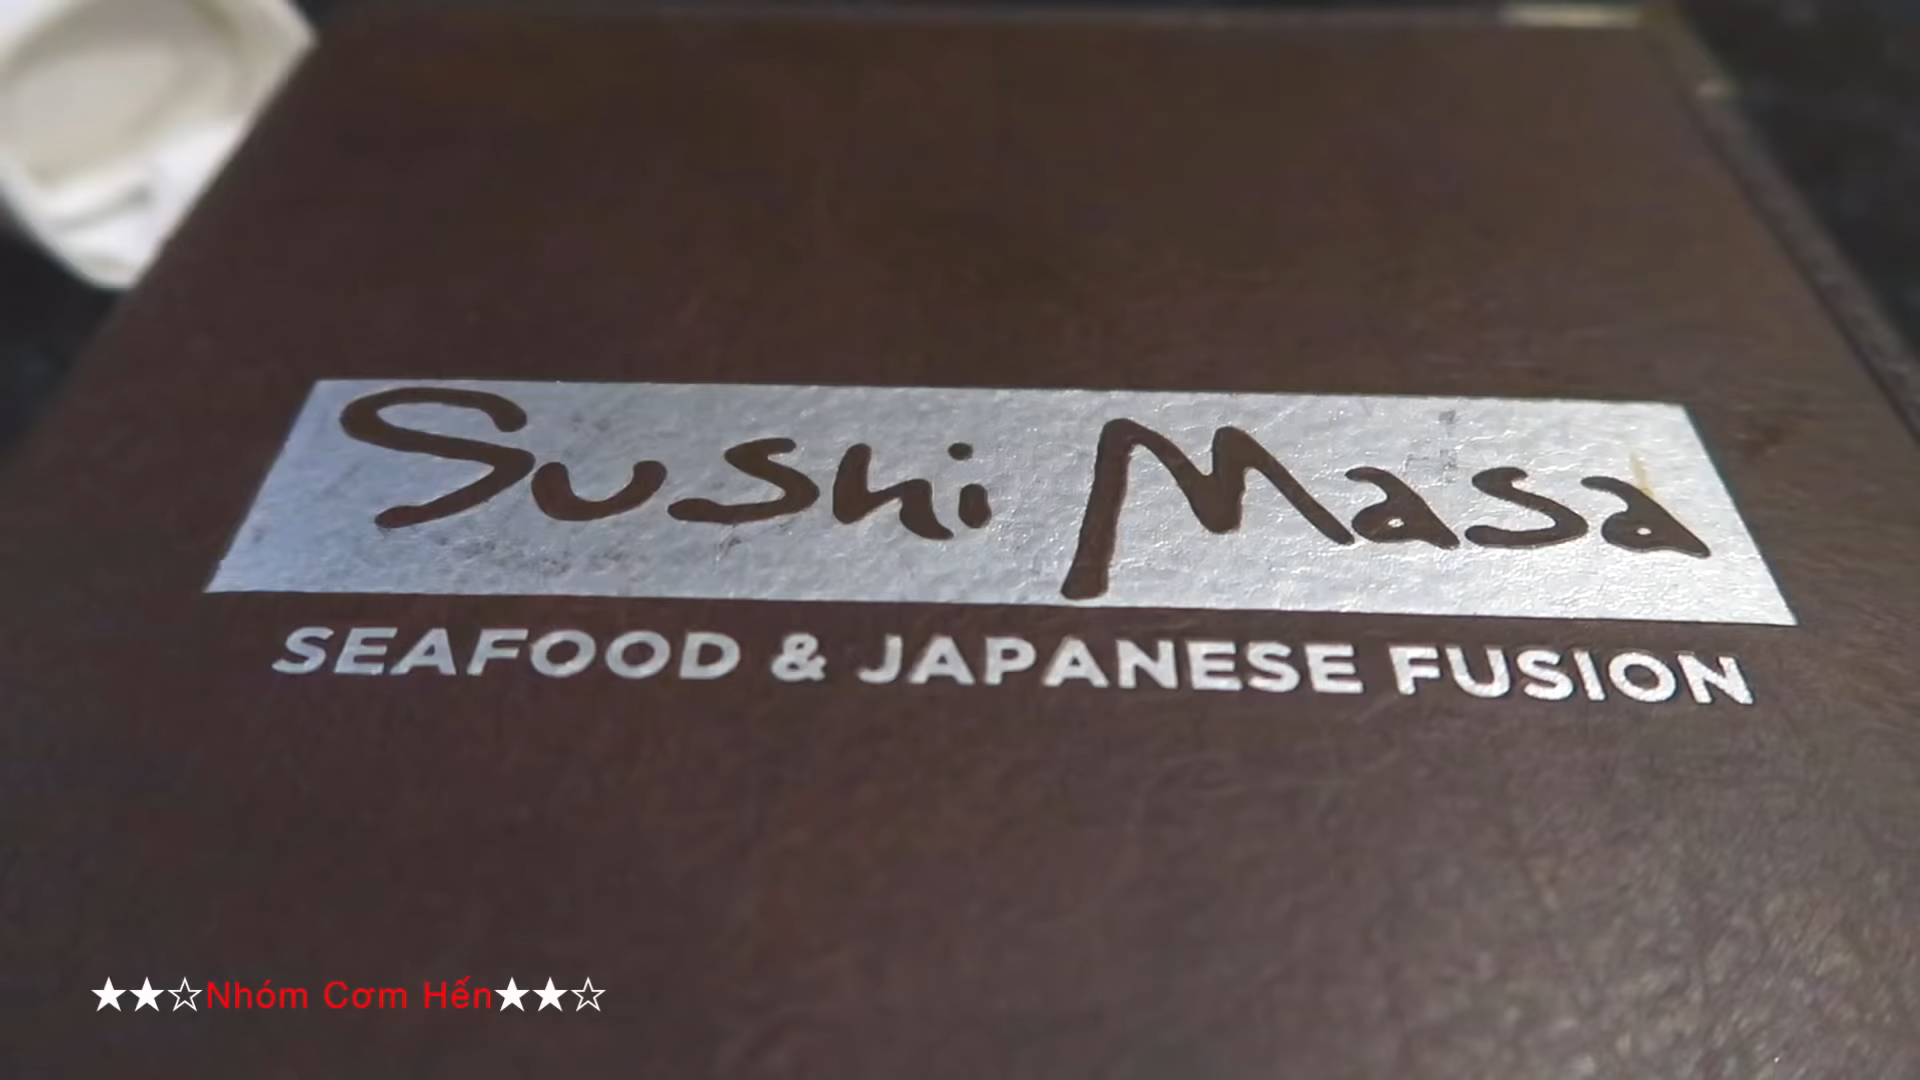 Sushi Masa
SEAFOOD & JAPANESE FUSION
★★☆Nhóm Cơm Hến★★☆